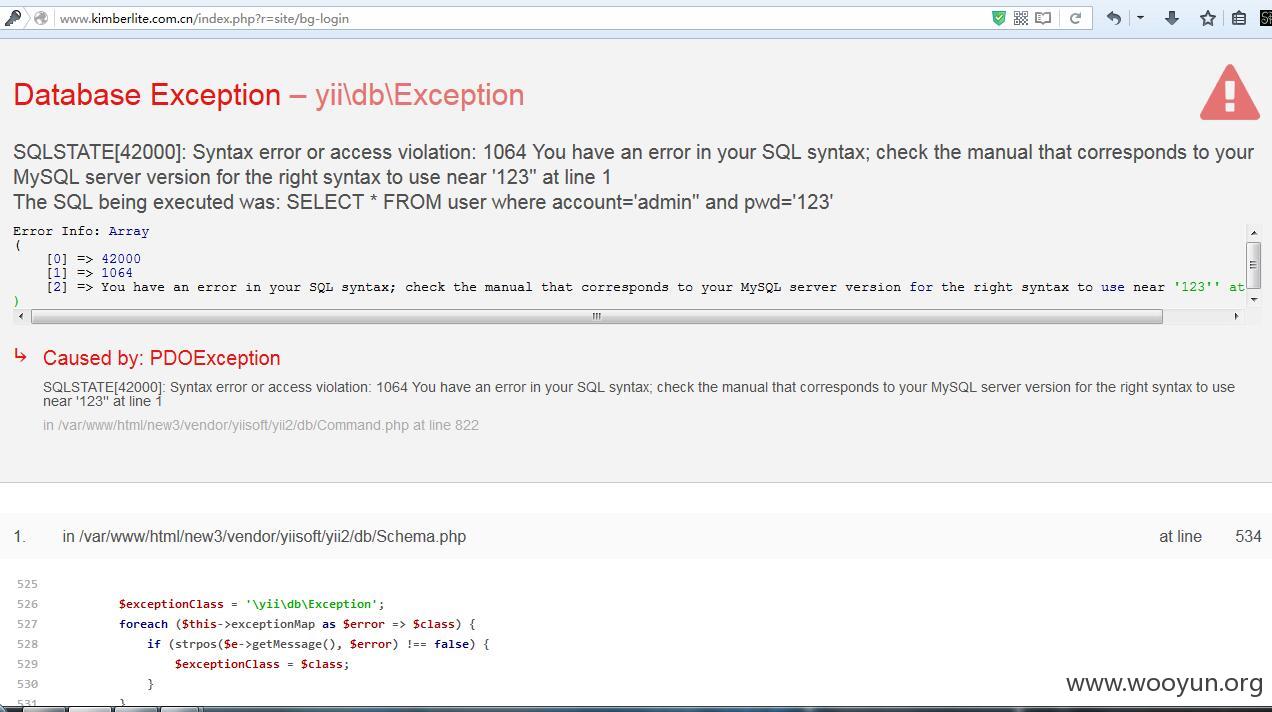 www.kimberlite.com.cn/index.php?r=site/bg-login
Database Exception – yii\db\Exception
SQLSTATE[42000]: Syntax error or access violation: 1064 You have an error in your SQL syntax; check the manual that corresponds to your
MySQL server version for the right syntax to use near '123'' at line 1
The SQL being executed was: SELECT * FROM user where account='admin'' and pwd='123'
Error Info: Array
(
[0] => 42000
[1] => 1064
[2] => You have an error in your SQL syntax; check the manual that corresponds to your MySQL server version for the right syntax to use near '123'' at
)
↳ Caused by: PDOException
SQLSTATE[42000]: Syntax error or access violation: 1064 You have an error in your SQL syntax; check the manual that corresponds to your MySQL server version for the right syntax to use
near '123'' at line 1
in /var/www/html/new3/vendor/yiisoft/yii2/db/Command.php at line 822
1. in /var/www/html/new3/vendor/yiisoft/yii2/db/Schema.php at line 534
525
526 $exceptionClass = '\yii\db\Exception';
527 foreach ($this->exceptionMap as $error => $class) {
528 if (strpos($e->getMessage(), $error) !== false) {
529 $exceptionClass = $class;
530 }
531 }
www.wooyun.org